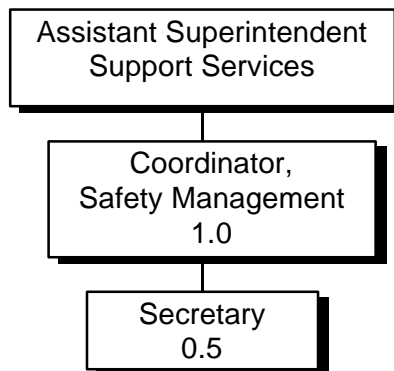 Assistant Superintendent
Support Services
Coordinator,
Safety Management
1.0
Secretary
0.5